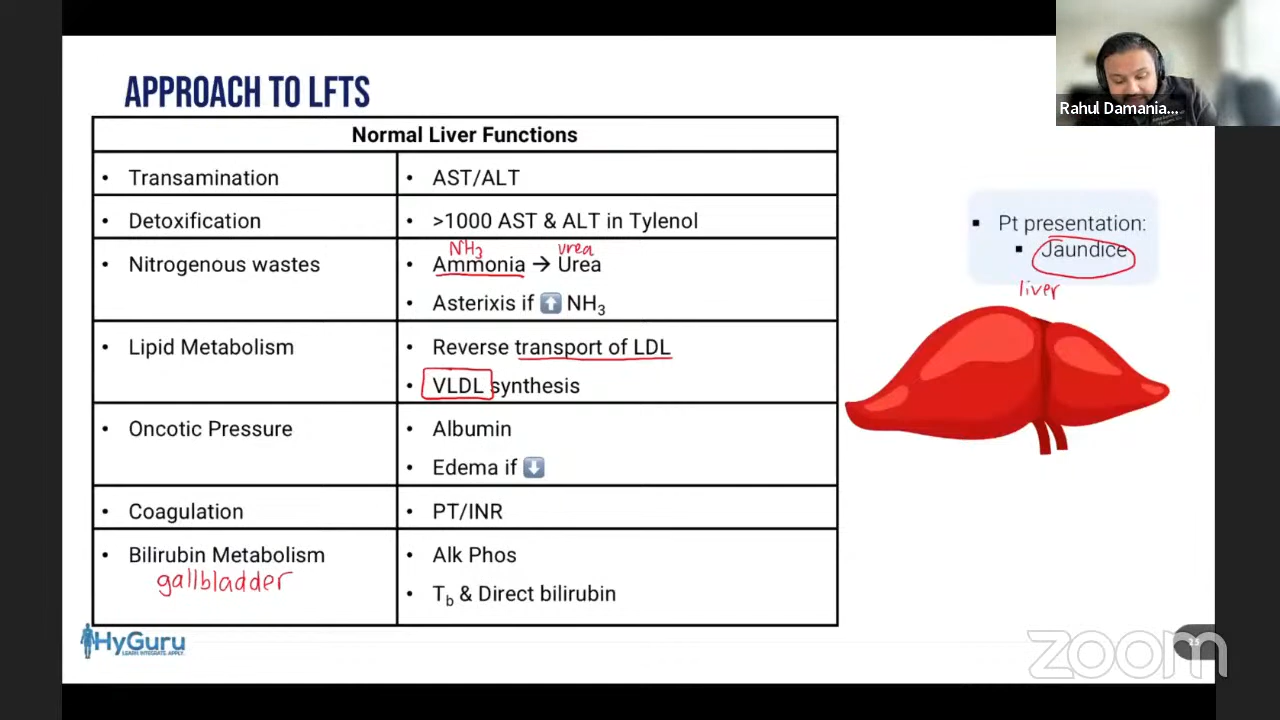 Rahul Damania...
APPROACH TO LFTS
Normal Liver Functions
• Transamination
• AST/ALT
• Detoxification
• >1000 AST & ALT in Tylenol
NH3 urea
• Nitrogenous wastes
• Ammonia → Urea
• Asterixis if ⬆ NH₃
• Lipid Metabolism
• Reverse transport of LDL
• VLDL synthesis
• Oncotic Pressure
• Albumin
• Edema if ⬇
• Coagulation
• PT/INR
• Bilirubin Metabolism
gallbladder
• Alk Phos
• Tb & Direct bilirubin
▪ Pt presentation:
▪ Jaundice
liver
HyGuru
LEARN. INTEGRATE. APPLY.
zoom